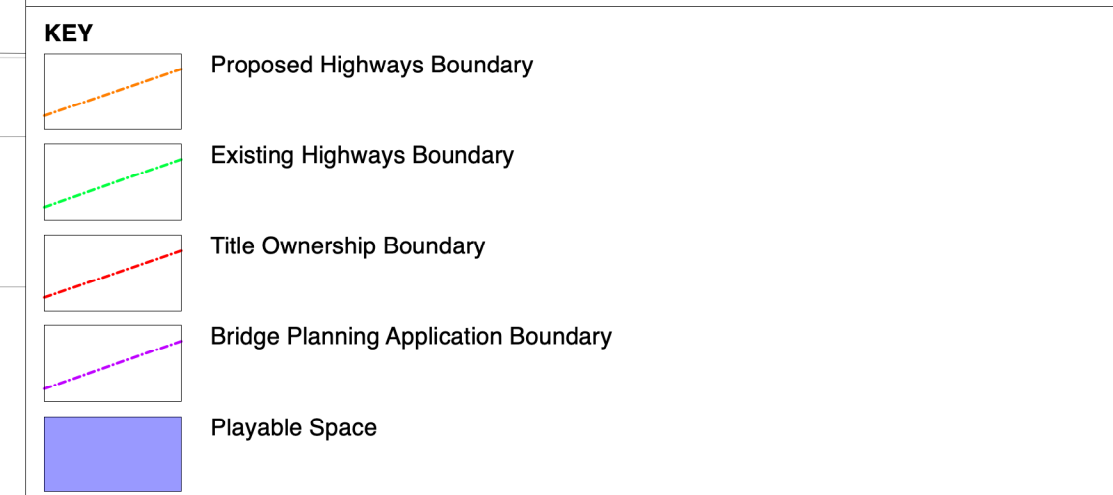 KEY
Proposed Highways Boundary
Existing Highways Boundary
Title Ownership Boundary
Bridge Planning Application Boundary
Playable Space